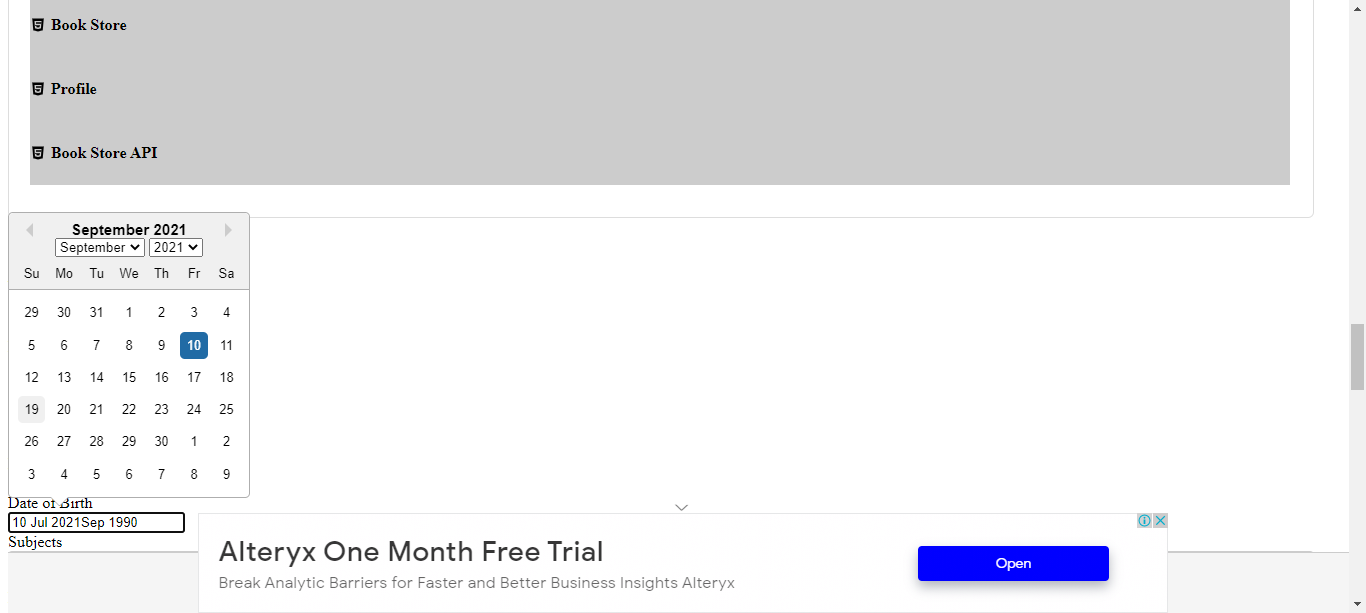 Book Store
Profile
Book Store API
September 2021
September 2021
Su Mo Tu We Th Fr Sa
29 30 31 1 2 3 4
5 6 7 8 9 10 11
12 13 14 15 16 17 18
19 20 21 22 23 24 25
26 27 28 29 30 1 2
3 4 5 6 7 8 9
Date of Birth
10 Jul 2021Sep 1990
Subjects
Alteryx One Month Free Trial
Break Analytic Barriers for Faster and Better Business Insights Alteryx
Open